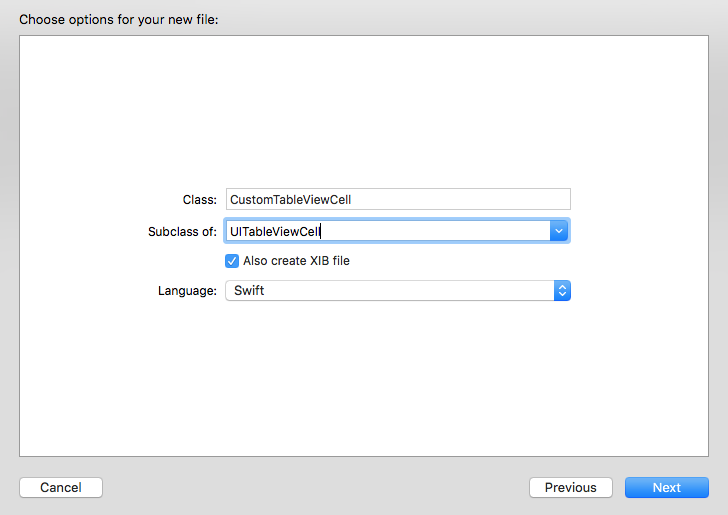 Choose options for your new file:
Class: CustomTableViewCell
Subclass of: UITableViewCell
Also create XIB file
Language: Swift
Cancel Previous Next